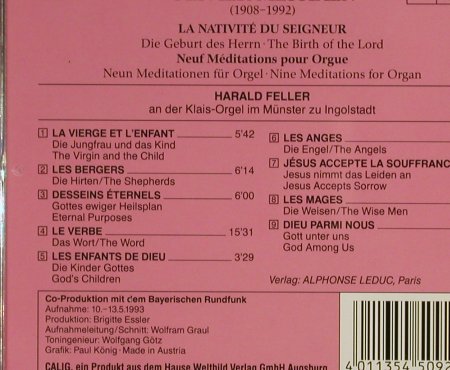 (1908–1992)
LA NATIVITÉ DU SEIGNEUR
Die Geburt des Herrn · The Birth of the Lord
Neuf Méditations pour Orgue
Neun Meditationen für Orgel · Nine Meditations for Organ
HARALD FELLER
an der Klais-Orgel im Münster zu Ingolstadt
1 LA VIERGE ET L'ENFANT 5'42
Die Jungfrau und das Kind
The Virgin and the Child
2 LES BERGERS 6'14
Die Hirten/The Shepherds
3 DESSEINS ÉTERNELS 6'00
Gottes ewiger Heilsplan
Eternal Purposes
4 LE VERBE 15'31
Das Wort/The Word
5 LES ENFANTS DE DIEU 3'29
Die Kinder Gottes
God's Children
6 LES ANGES
Die Engel/The Angels
7 JÉSUS ACCEPTE LA SOUFFRANC
Jesus nimmt das Leiden an
Jesus Accepts Sorrow
8 LES MAGES
Die Weisen/The Wise Men
9 DIEU PARMI NOUS
Gott unter uns
God Among Us
Verlag: ALPHONSE LEDUC, Paris
Co-Produktion mit dem Bayerischen Rundfunk
Aufnahme: 10.–13.5.1993
Produktion: Brigitte Essler
Aufnahmeleitung/Schnitt: Wolfram Graul
Toningenieur: Wolfgang Götz
Grafik: Paul König · Made in Austria
CALIG, ein Produkt aus dem Hause Weltbild Verlag GmbH Augsburg
4 011354 5092